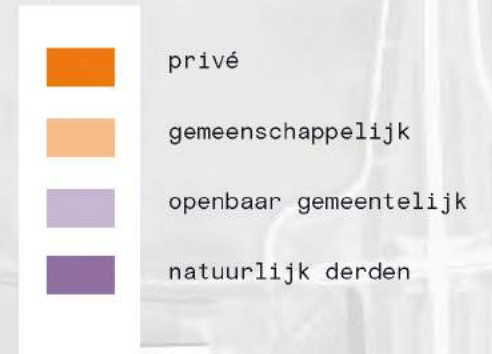 privé
gemeenschappelijk
openbaar gemeentelijk
natuurlijk derden